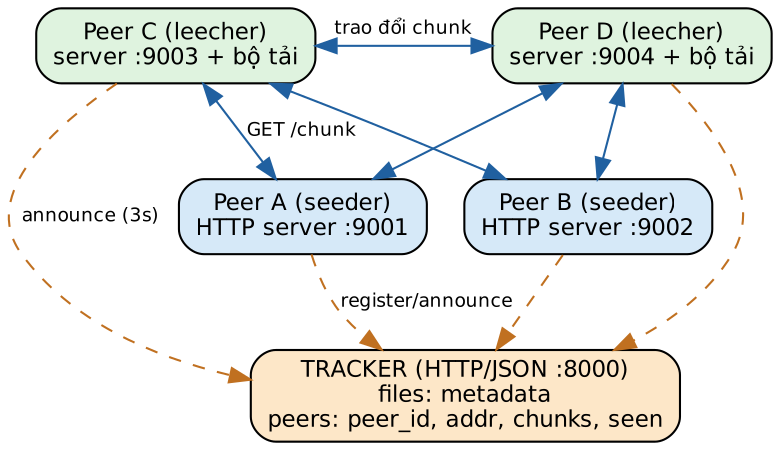 Peer C (leecher)
server :9003 + bộ tải
trao đổi chunk
Peer D (leecher)
server :9004 + bộ tải
GET /chunk
Peer A (seeder)
HTTP server :9001
Peer B (seeder)
HTTP server :9002
announce (3s)
register/announce
TRACKER (HTTP/JSON :8000)
files: metadata
peers: peer_id, addr, chunks, seen